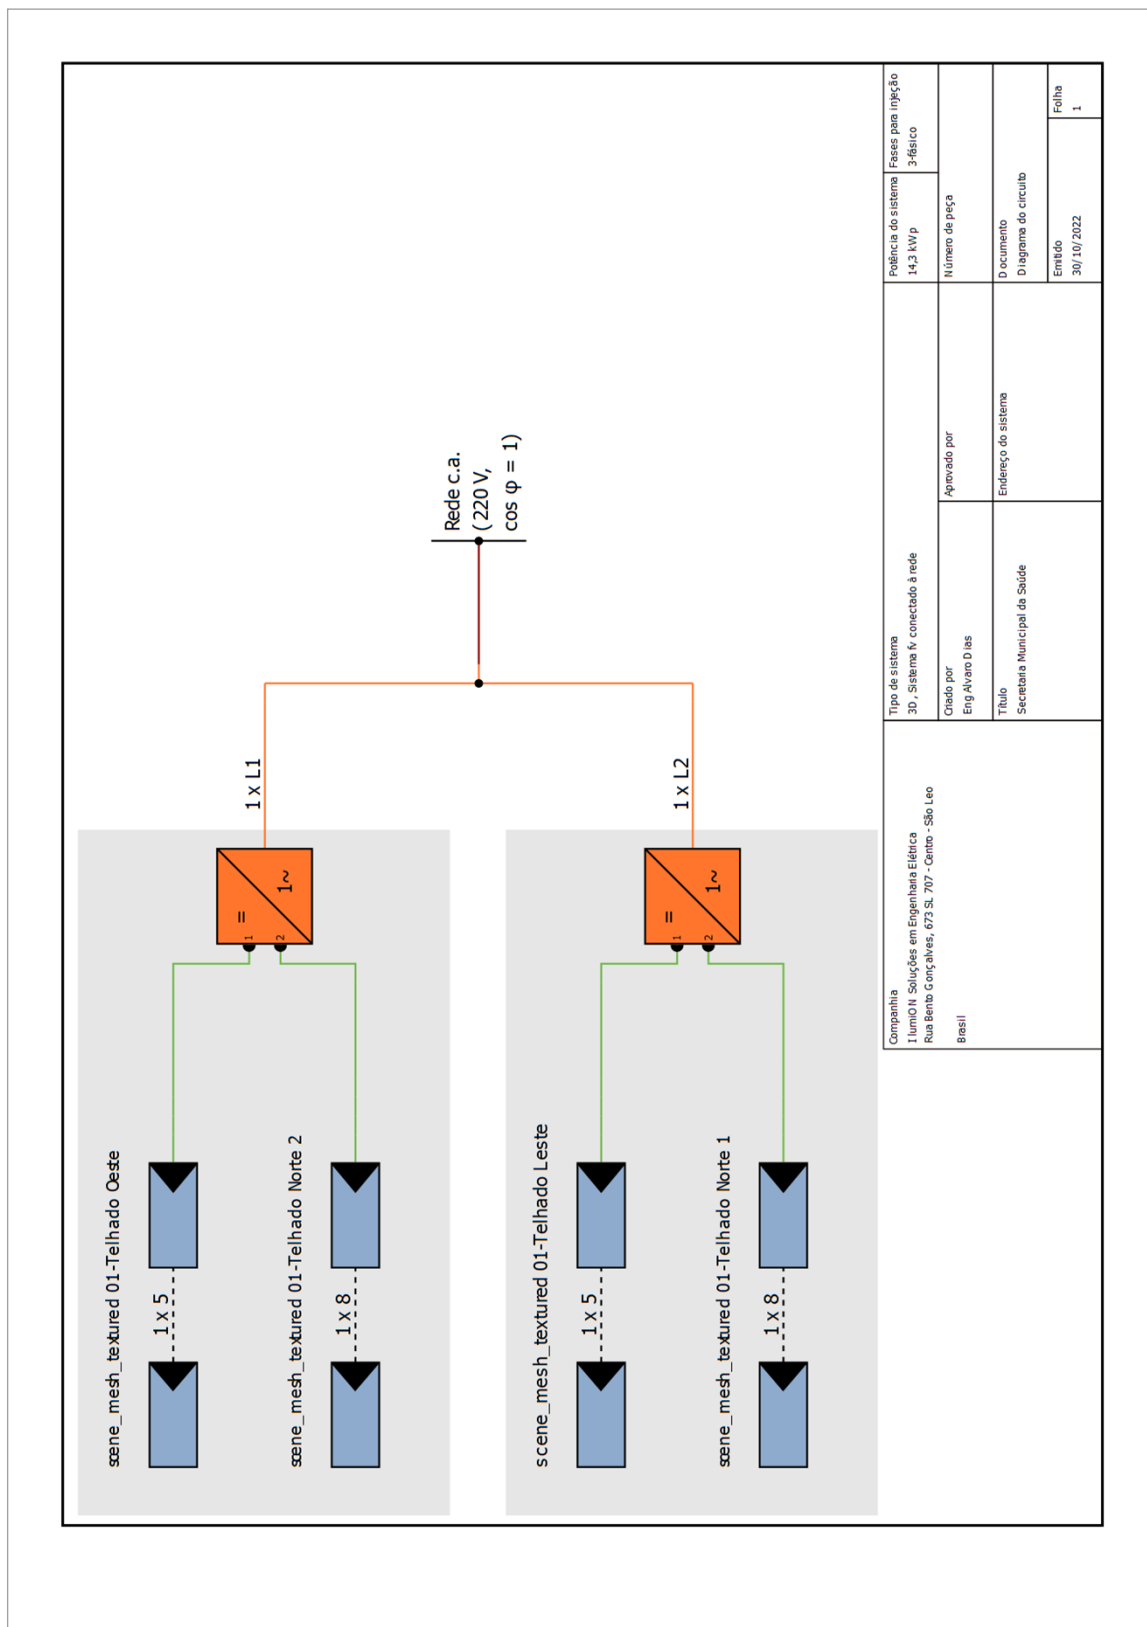 scene_mesh_textured 01-Telhado Oeste
1 x 5
scene_mesh_textured 01-Telhado Norte 2
1 x 8
=
1~
1
2
1 x L1
scene_mesh_textured 01-Telhado Leste
1 x 5
scene_mesh_textured 01-Telhado Norte 1
1 x 8
=
1~
1
2
1 x L2
Rede c.a.
(220 V,
cos φ = 1)
Companhia
IlumiON Soluções em Engenharia Elétrica
Rua Bento Gonçalves, 673 SL 707 - Centro - São Leo
Brasil
Tipo de sistema
3D, Sistema fv conectado à rede
Potência do sistema
14,3 kWp
Fases para injeção
3-fásico
Criado por
Eng Alvaro Dias
Aprovado por
Número de peça
Título
Secretaria Municipal da Saúde
Endereço do sistema
Documento
Diagrama do circuito
Emitido
30/10/2022
Folha
1